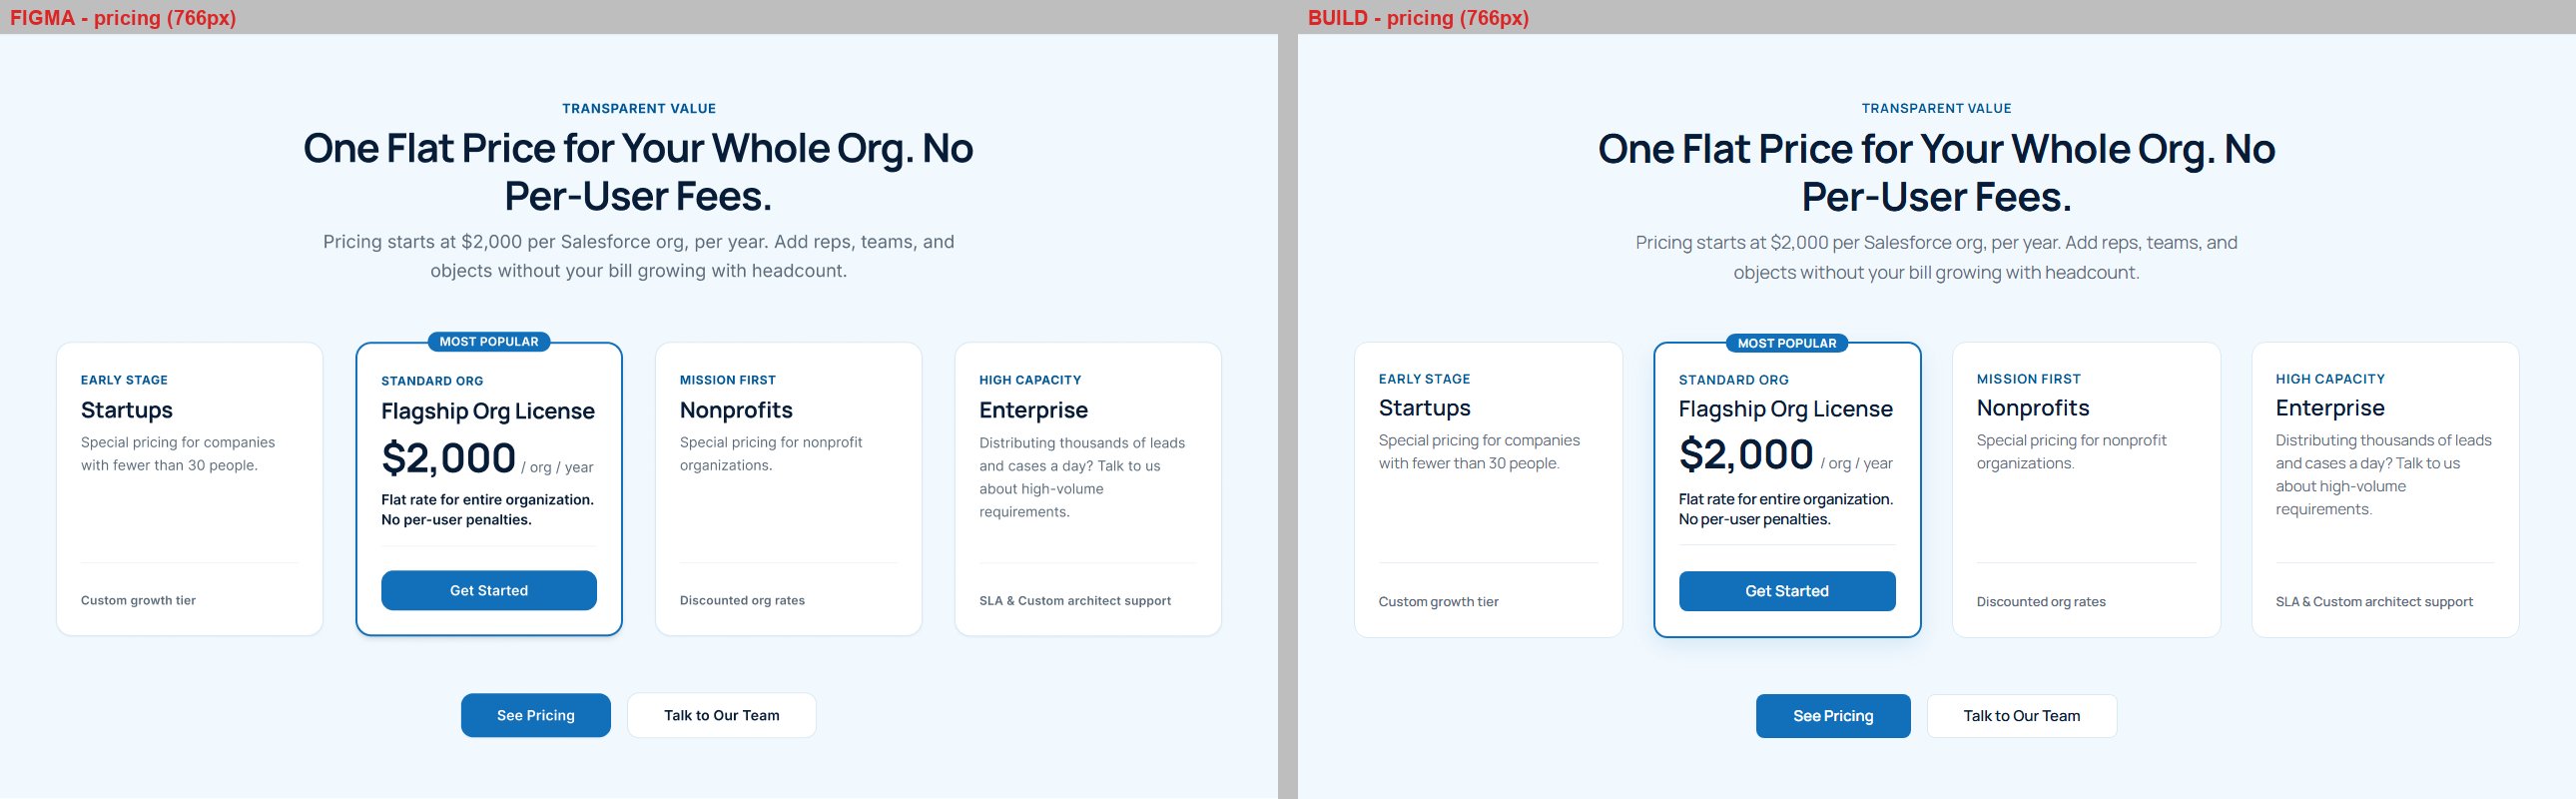 FIGMA - pricing (766px)
TRANSPARENT VALUE
One Flat Price for Your Whole Org. No
Per-User Fees.
Pricing starts at $2,000 per Salesforce org, per year. Add reps, teams, and
objects without your bill growing with headcount.
EARLY STAGE
Startups
Special pricing for companies
with fewer than 30 people.
Custom growth tier
MOST POPULAR
STANDARD ORG
Flagship Org License
$2,000 / org / year
Flat rate for entire organization.
No per-user penalties.
Get Started
MISSION FIRST
Nonprofits
Special pricing for nonprofit
organizations.
Discounted org rates
HIGH CAPACITY
Enterprise
Distributing thousands of leads
and cases a day? Talk to us
about high-volume
requirements.
SLA & Custom architect support
See Pricing
Talk to Our Team
BUILD - pricing (766px)
TRANSPARENT VALUE
One Flat Price for Your Whole Org. No
Per-User Fees.
Pricing starts at $2,000 per Salesforce org, per year. Add reps, teams, and
objects without your bill growing with headcount.
EARLY STAGE
Startups
Special pricing for companies
with fewer than 30 people.
Custom growth tier
MOST POPULAR
STANDARD ORG
Flagship Org License
$2,000 / org / year
Flat rate for entire organization.
No per-user penalties.
Get Started
MISSION FIRST
Nonprofits
Special pricing for nonprofit
organizations.
Discounted org rates
HIGH CAPACITY
Enterprise
Distributing thousands of leads
and cases a day? Talk to us
about high-volume
requirements.
SLA & Custom architect support
See Pricing
Talk to Our Team